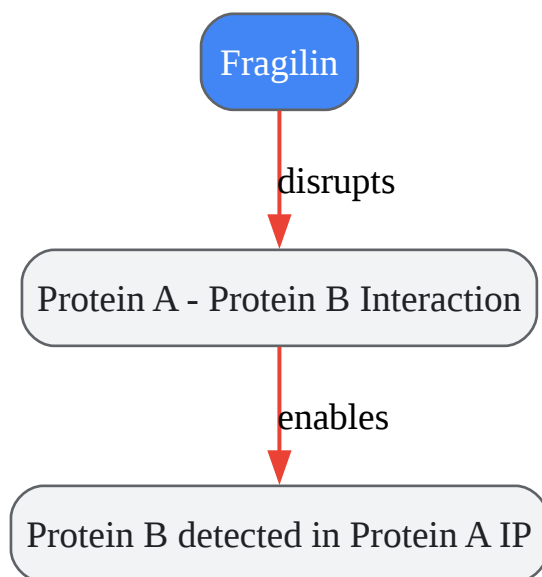 Fragilin
disrupts
Protein A - Protein B Interaction
enables
Protein B detected in Protein A IP